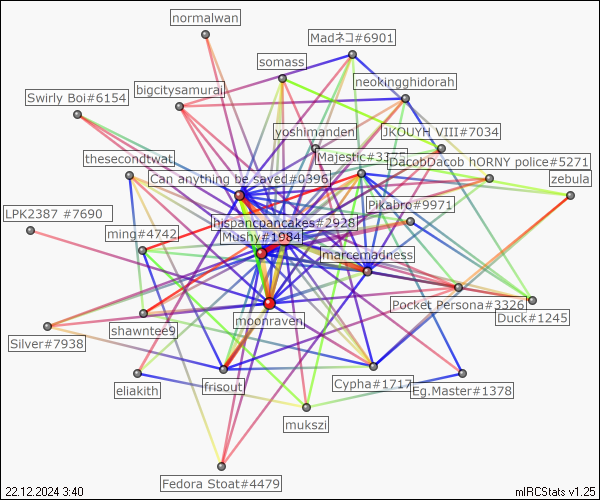 normalwan
Madネコ#6901
somass
neokingghidorah
bigcitysamurai
Swirly Boi#6154
yoshimanden
JKOUYH VIII#7034
thesecondtwat
DacobDacob hORNY police#5271
Can anything be saved#0396
zebula
Pikabro#9971
LPK2387 #7690
hispancpancakes#2928
ming#4742
Mushy#1984
marcemadness
Pocket Persona#3326
Duck#1245
moonraven
shawntee9
Silver#7938
Cypha#1717
frisout
eliakith
Eg.Master#1378
mukszi
Fedora Stoat#4479
22.12.2024 3:40
mIRCStats v1.25